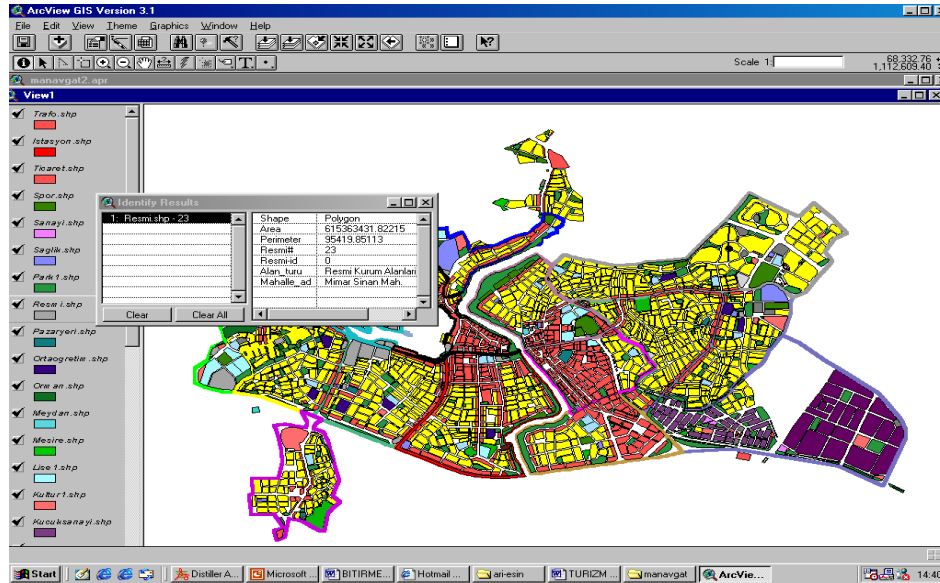 ArcView GIS Version 3.1
File Edit View Theme Graphics Window Help
Scale 1:
68,332.76
1,112,609.40
manavgat2.apr
View1
Trafo.shp
Istasyon.shp
Ticaret.shp
Spor.shp
Sanayi.shp
Saglik.shp
Park1.shp
Resmi.shp
Pazaryeri.shp
Ortaogretim.shp
Orman.shp
Meydan.shp
Mesire.shp
Lise1.shp
Kultur1.shp
Kucuksanayi.shp
Identify Results
1: Resmi.shp - 23
Shape Polygon
Area 615363431.82215
Perimeter 95419.85113
Resmi# 23
Resmi-id 0
Alan_turu Resmi Kurum Alanlari
Mahalle_ad Mimar Sinan Mah.
Clear Clear All
Start Distiller A... Microsoft ... BITIRME... Hotmail ... ari-esin TURIZM ... manavgat ArcVie... 14:40